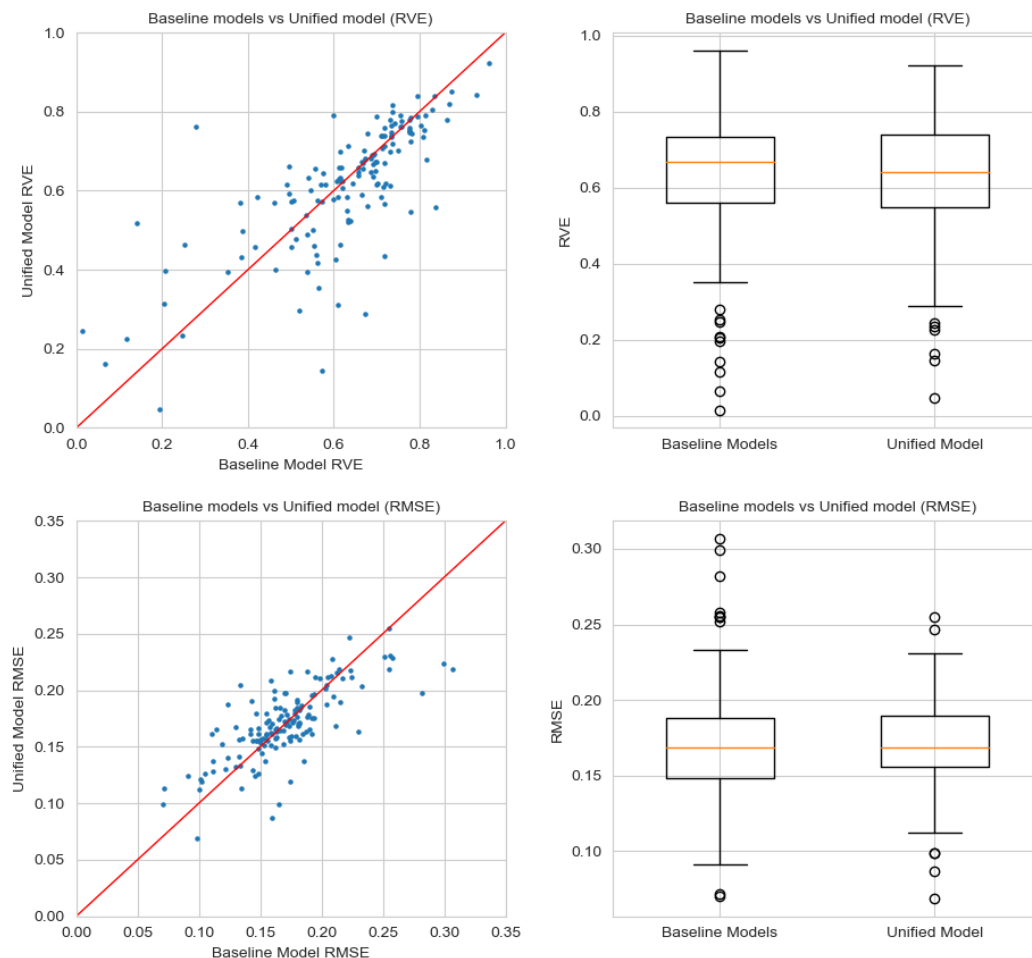 Baseline models vs Unified model (RVE)
1.0
0.8
0.6
0.4
0.2
0.0
Unified Model RVE
0.0 0.2 0.4 0.6 0.8 1.0
Baseline Model RVE
Baseline models vs Unified model (RVE)
1.0
0.8
0.6
0.4
0.2
0.0
RVE
Baseline Models Unified Model
Baseline models vs Unified model (RMSE)
0.35
0.30
0.25
0.20
0.15
0.10
0.05
0.00
Unified Model RMSE
0.00 0.05 0.10 0.15 0.20 0.25 0.30 0.35
Baseline Model RMSE
Baseline models vs Unified model (RMSE)
0.30
0.25
0.20
0.15
0.10
RMSE
Baseline Models Unified Model